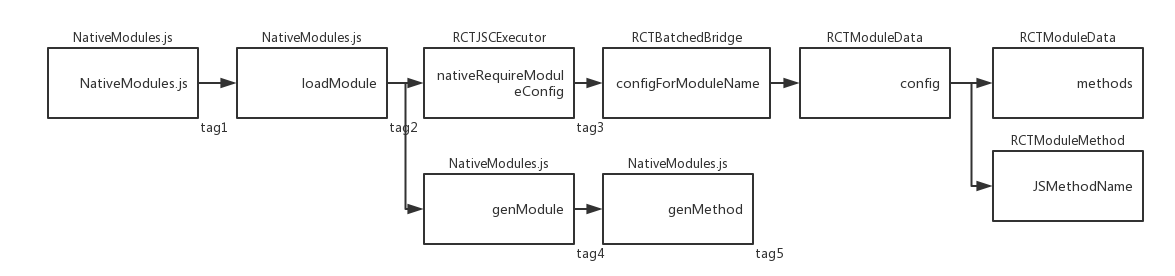 NativeModules.js
NativeModules.js
RCTJSCExecutor
RCTBatchedBridge
RCTModuleData
RCTModuleData
NativeModules.js
loadModule
nativeRequireModul
eConfig
configForModuleName
config
methods
tag1
tag2
tag3
RCTModuleMethod
JSMethodName
NativeModules.js
NativeModules.js
genModule
genMethod
tag4
tag5